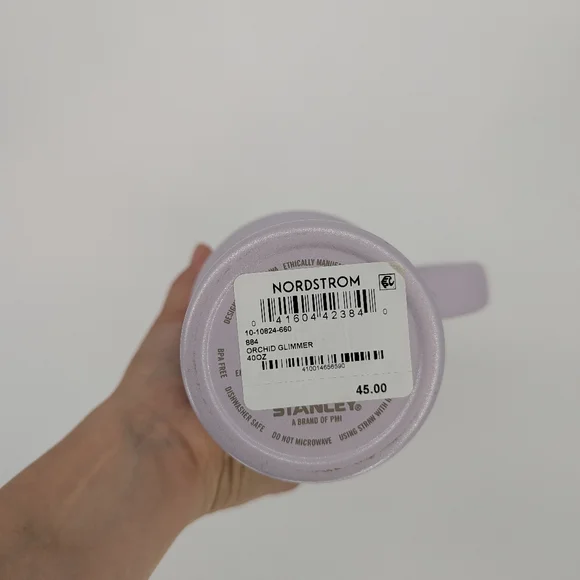 NORDSTROM
0 41604 42384 0
10-10824-660
884
ORCHID GLIMMER
40OZ
410014656590
45.00
ETHICALLY
BPA FREE
DISHWASHER SAFE
DO NOT MICROWAVE
USING STRAW WITH
STANLEY®
A BRAND OF PMI